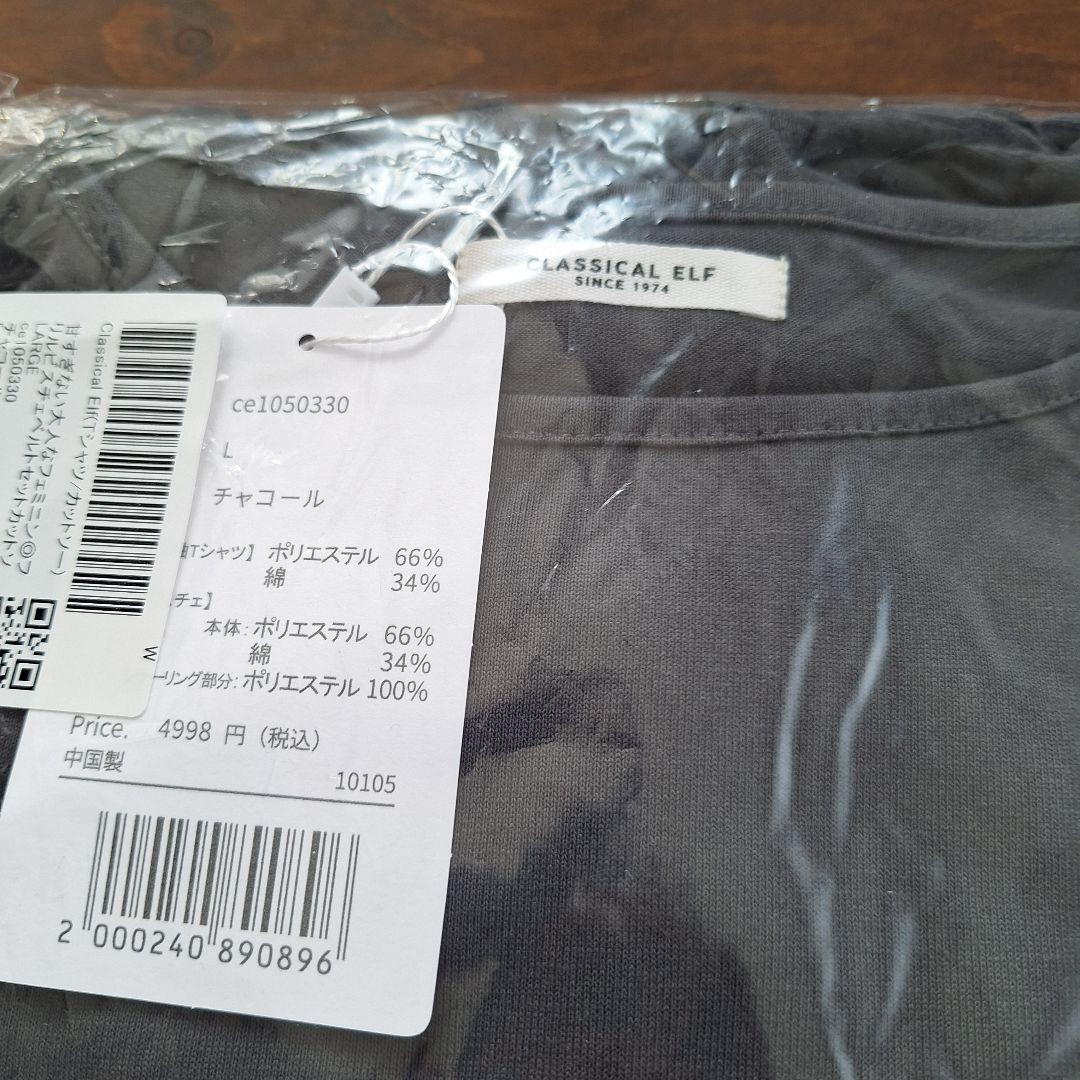 CLASSICAL ELF
SINCE 1974
Classical Elf(Tシャツ/カットソー)
甘すぎない大人なフェミニン◎フ
リルビスチェベルトセットカットソ
LARGE
ce1050330
ce1050330
L
チャコール
Tシャツ】 ポリエステル 66%
綿 34%
チェ】
本体: ポリエステル 66%
綿 34%
ーリング部分: ポリエステル 100%
Price. 4998 円 (税込)
中国製
10105
2 000240 890896
W